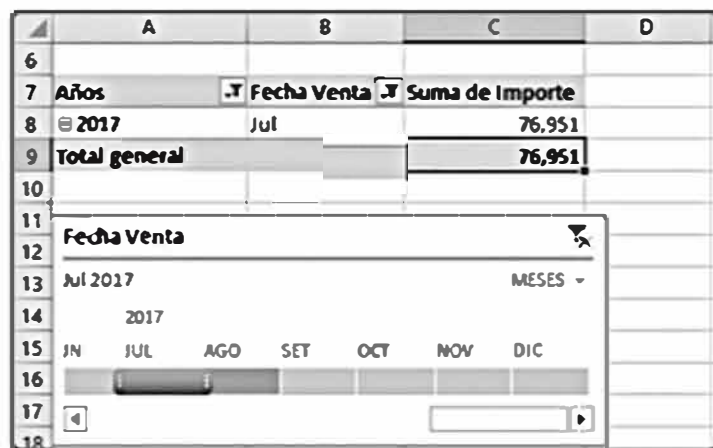 A B C D
6
7 Años Fecha Venta Suma de Importe
8 2017 Jul 76,951
9 Total general 76,951
10
11
Fecha Venta
12
13 Jul 2017 MESES
14 2017
15 JN JUL AGO SET OCT NOV DIC
16
17
18